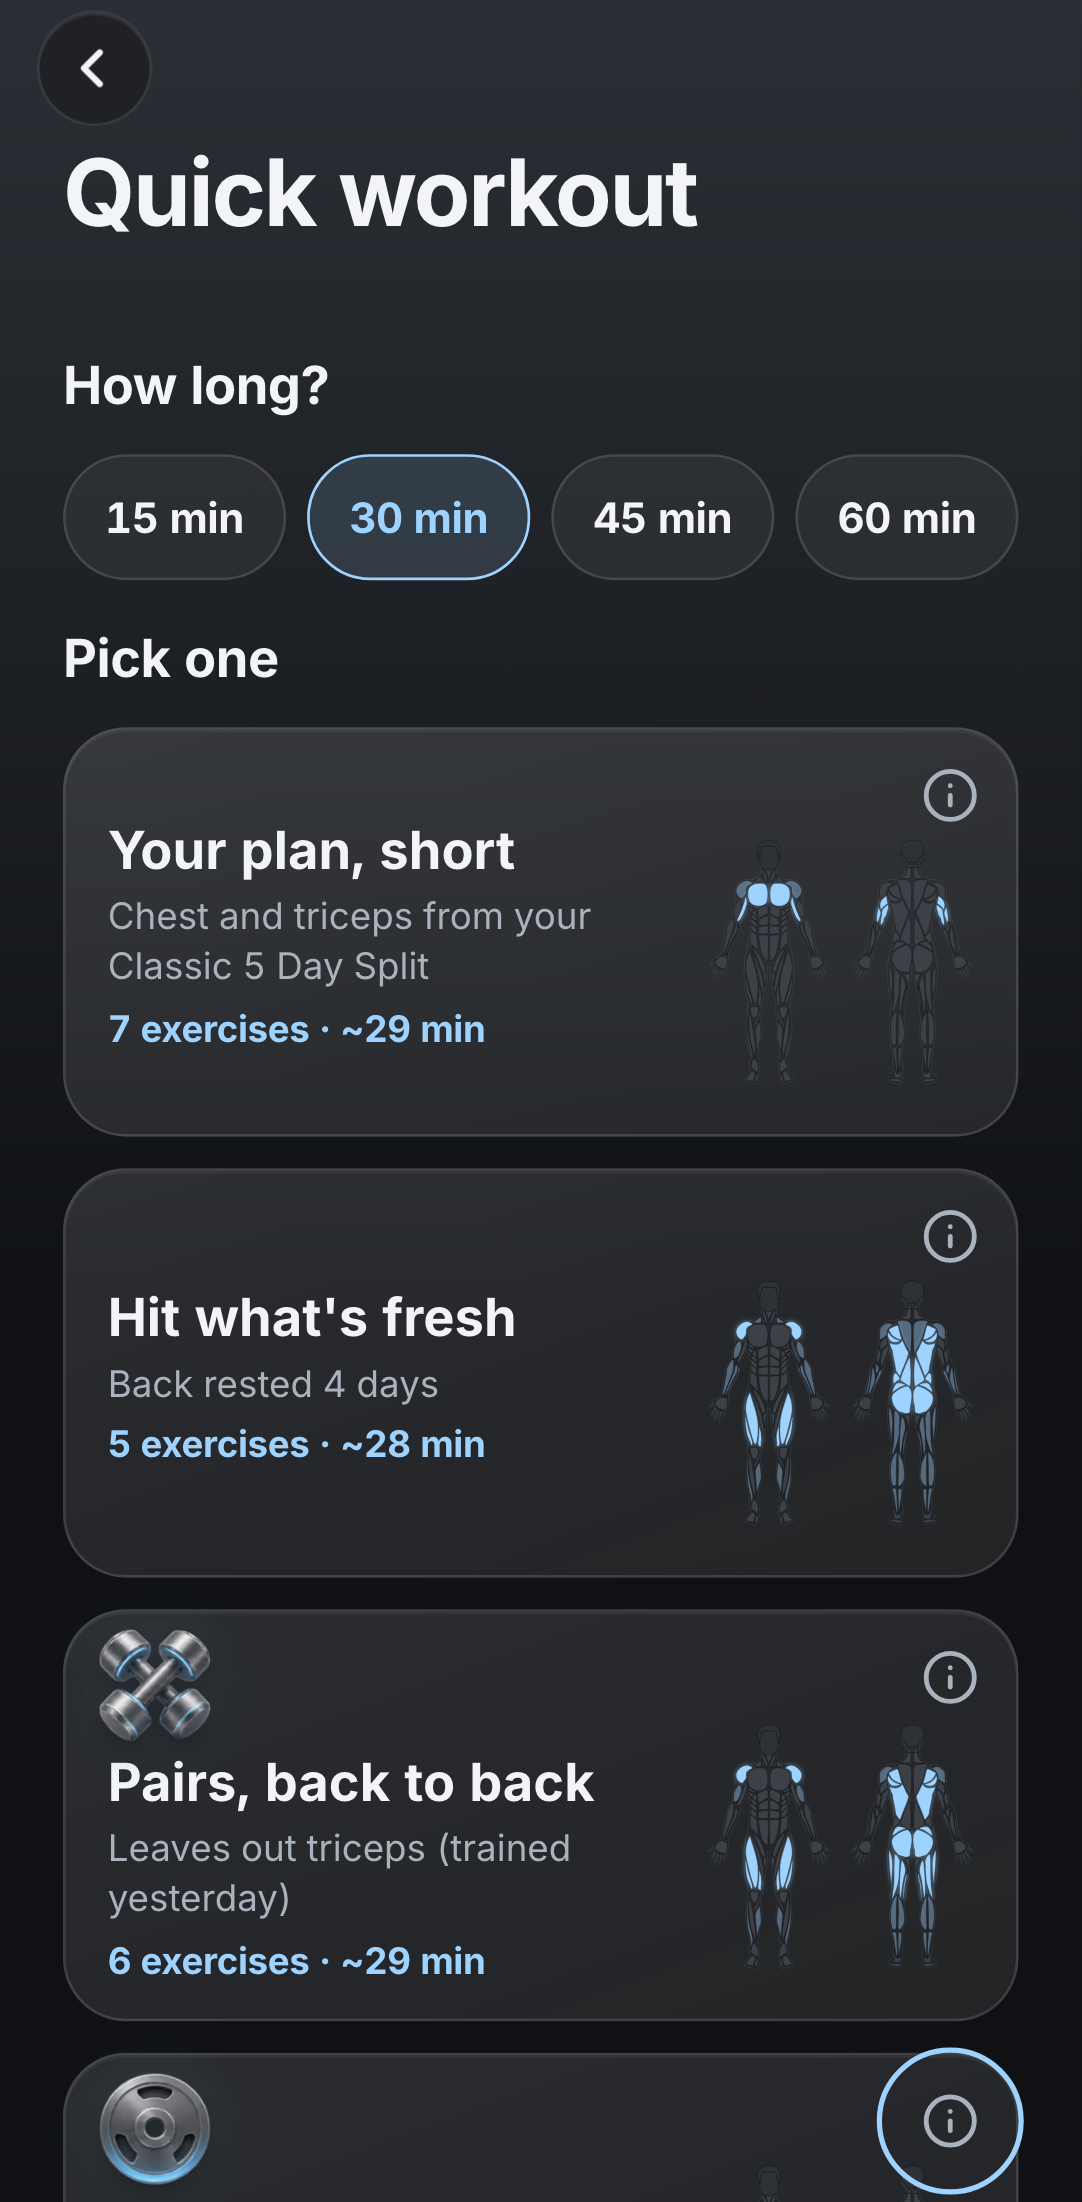 Quick workout
How long?
15 min 30 min 45 min 60 min
Pick one
Your plan, short
Chest and triceps from your
Classic 5 Day Split
7 exercises · ~29 min
Hit what's fresh
Back rested 4 days
5 exercises · ~28 min
Pairs, back to back
Leaves out triceps (trained
yesterday)
6 exercises · ~29 min